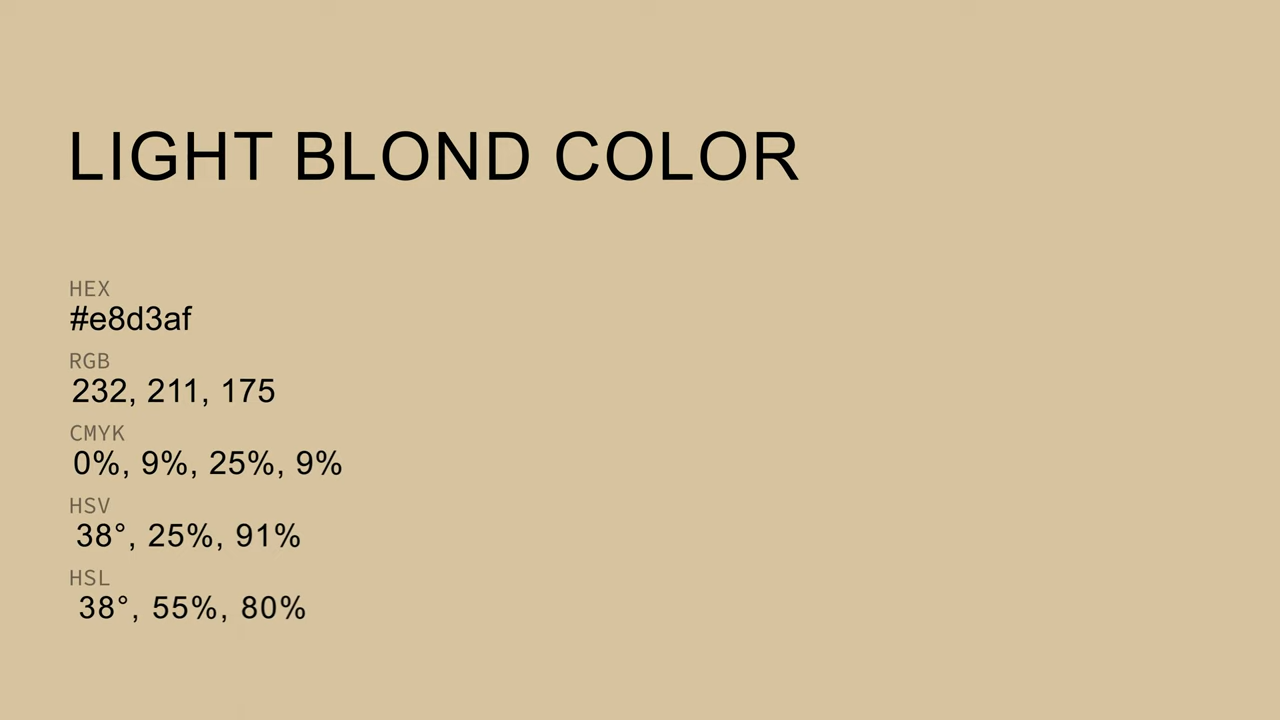 LIGHT BLOND COLOR
HEX
#e8d3af
RGB
232, 211, 175
CMYK
0%, 9%, 25%, 9%
HSV
38°, 25%, 91%
HSL
38°, 55%, 80%